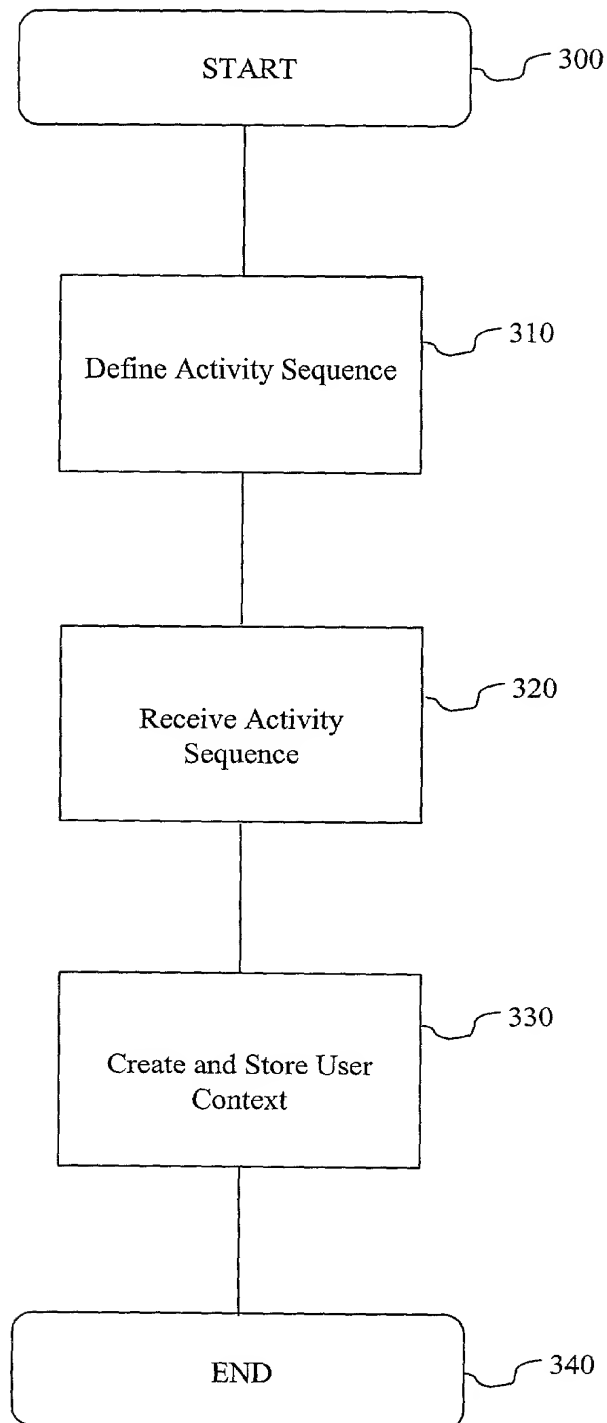 START
300
Define Activity Sequence
310
Receive Activity
Sequence
320
Create and Store User
Context
330
END
340